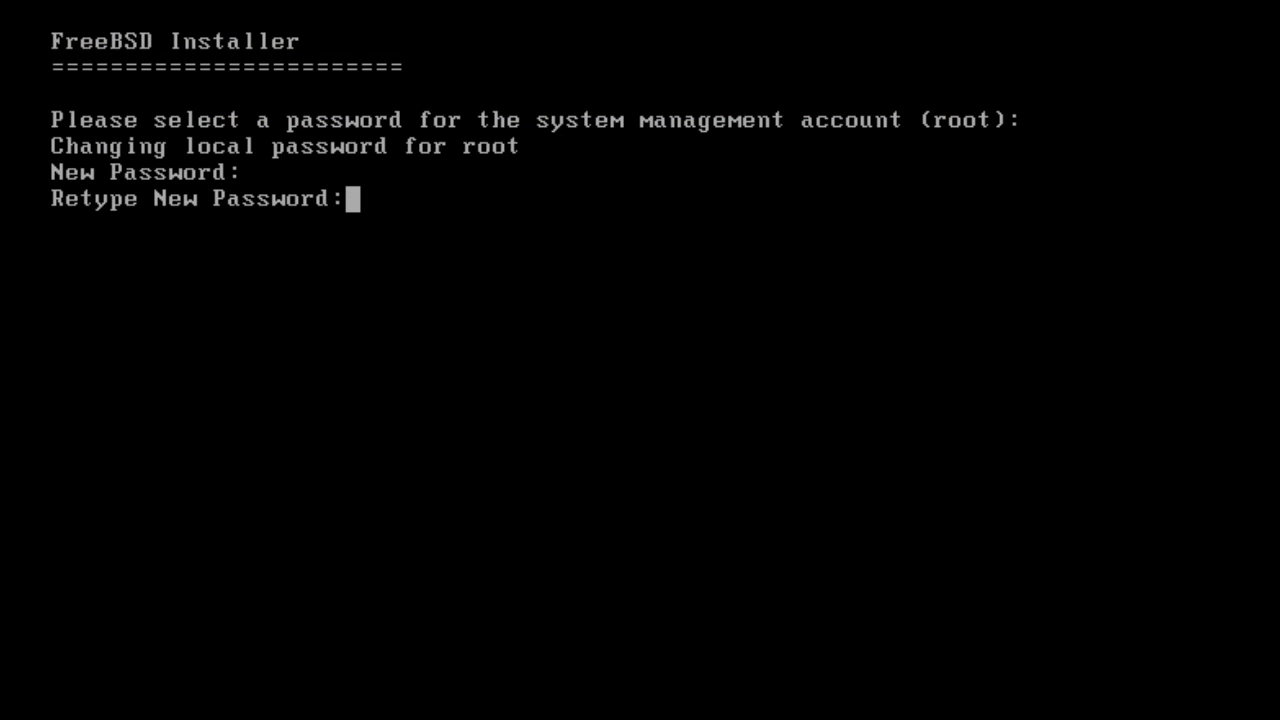 FreeBSD Installer
========================
Please select a password for the system management account (root):
Changing local password for root
New Password:
Retype New Password: